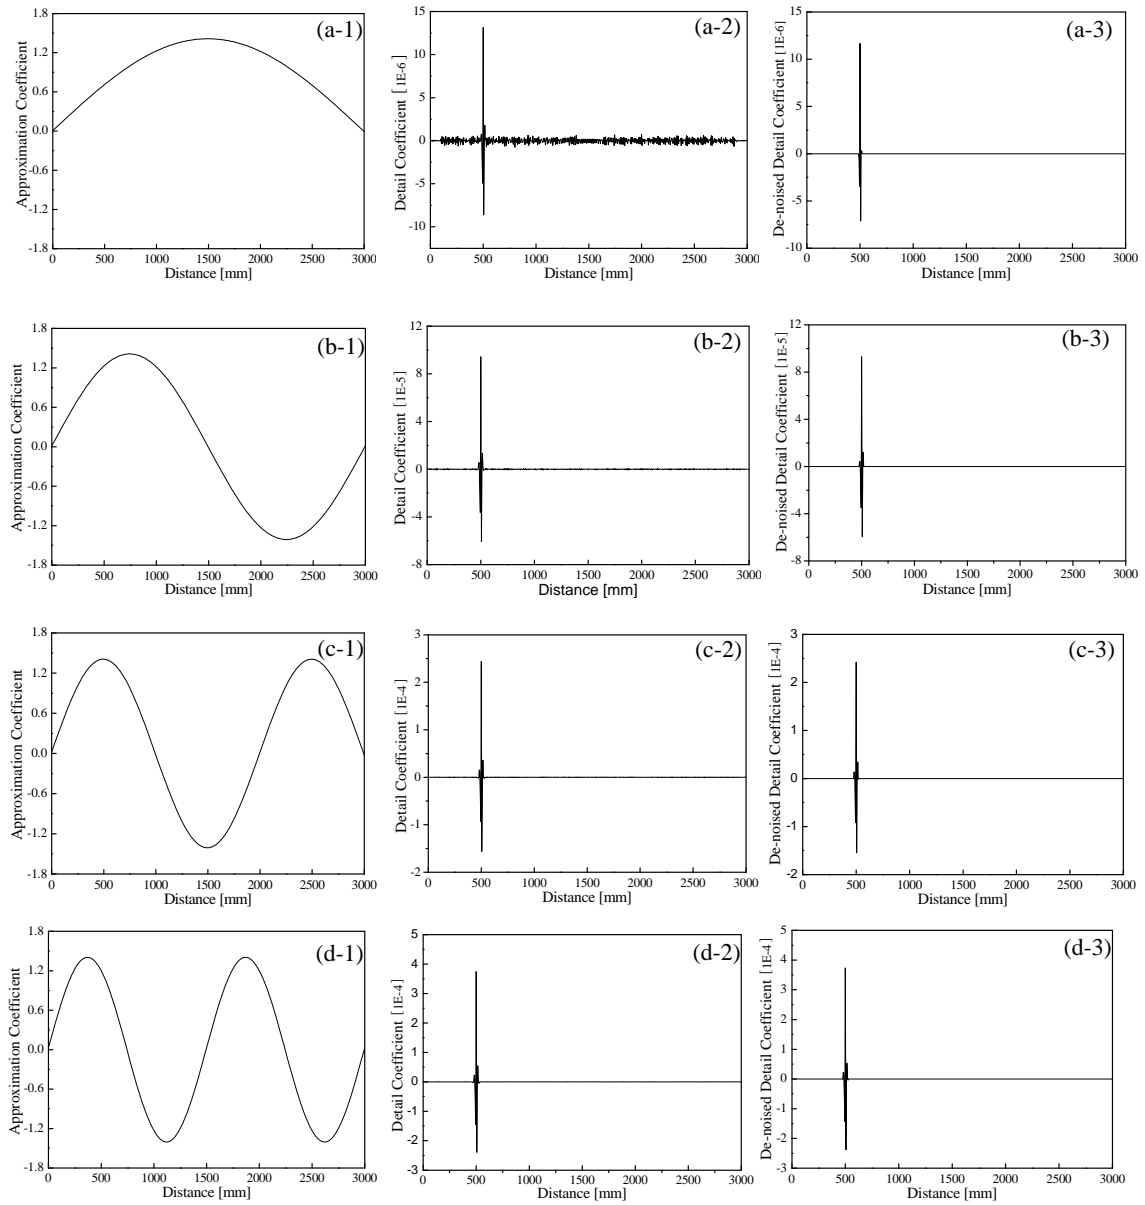 (a-1)
Approximation Coefficient
1.8
1.2
0.6
0.0
-0.6
-1.2
-1.8
0 500 1000 1500 2000 2500 3000
Distance [mm]
(a-2)
Detail Coefficient [1E-6]
15
10
5
0
-5
-10
0 500 1000 1500 2000 2500 3000
Distance [mm]
(a-3)
De-noised Detail Coefficient [1E-6]
15
10
5
0
-5
-10
0 500 1000 1500 2000 2500 3000
Distance [mm]
(b-1)
Approximation Coefficient
1.8
1.2
0.6
0.0
-0.6
-1.2
-1.8
0 500 1000 1500 2000 2500 3000
Distance [mm]
(b-2)
Detail Coefficient [1E-5]
12
8
4
0
-4
-8
0 500 1000 1500 2000 2500 3000
Distance [mm]
(b-3)
De-noised Detail Coefficient [1E-5]
12
9
6
3
0
-4
-8
0 500 1000 1500 2000 2500 3000
Distance [mm]
(c-1)
Approximation Coefficient
1.8
1.2
0.6
0.0
-0.6
-1.2
-1.8
0 500 1000 1500 2000 2500 3000
Distance [mm]
(c-2)
Detail Coefficient [1E-4]
3
2
1
0
-1
-2
0 500 1000 1500 2000 2500 3000
Distance [mm]
(c-3)
De-noised Detail Coefficient [1E-4]
3
2
1
0
-1
-2
0 500 1000 1500 2000 2500 3000
Distance [mm]
(d-1)
Approximation Coefficient
1.8
1.2
0.6
0.0
-0.6
-1.2
-1.8
0 500 1000 1500 2000 2500 3000
Distance [mm]
(d-2)
Detail Coefficient [1E-4]
5
4
3
2
1
0
-1
-2
-3
0 500 1000 1500 2000 2500 3000
Distance [mm]
(d-3)
De-noised Detail Coefficient [1E-4]
5
4
3
2
1
0
-1
-2
-3
0 500 1000 1500 2000 2500 3000
Distance [mm]